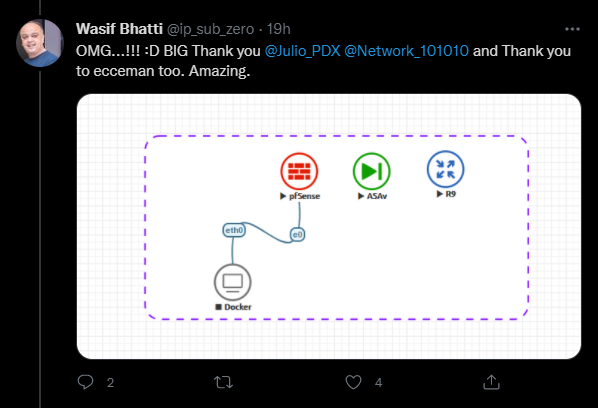 Wasif Bhatti @ip_sub_zero · 19h
OMG...!!! :D BIG Thank you @Julio_PDX @Network_101010 and Thank you
to ecceman too. Amazing.
pfSense
ASAv
R9
eth0
e0
Docker
2
4